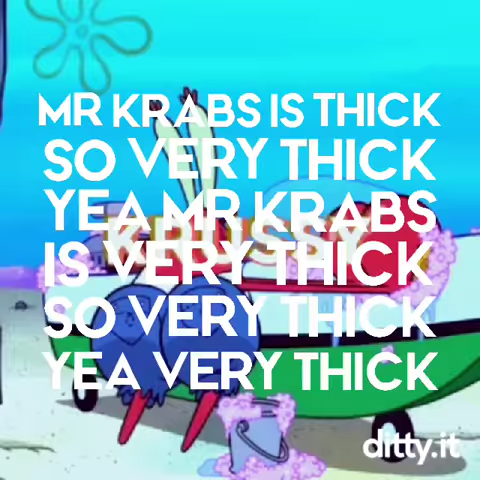 MR KRABS IS THICK
SO VERY THICK
YEA MR KRABS
KRUSSY
IS VERY THICK
SO VERY THICK
YEA VERY THICK
ditty.it